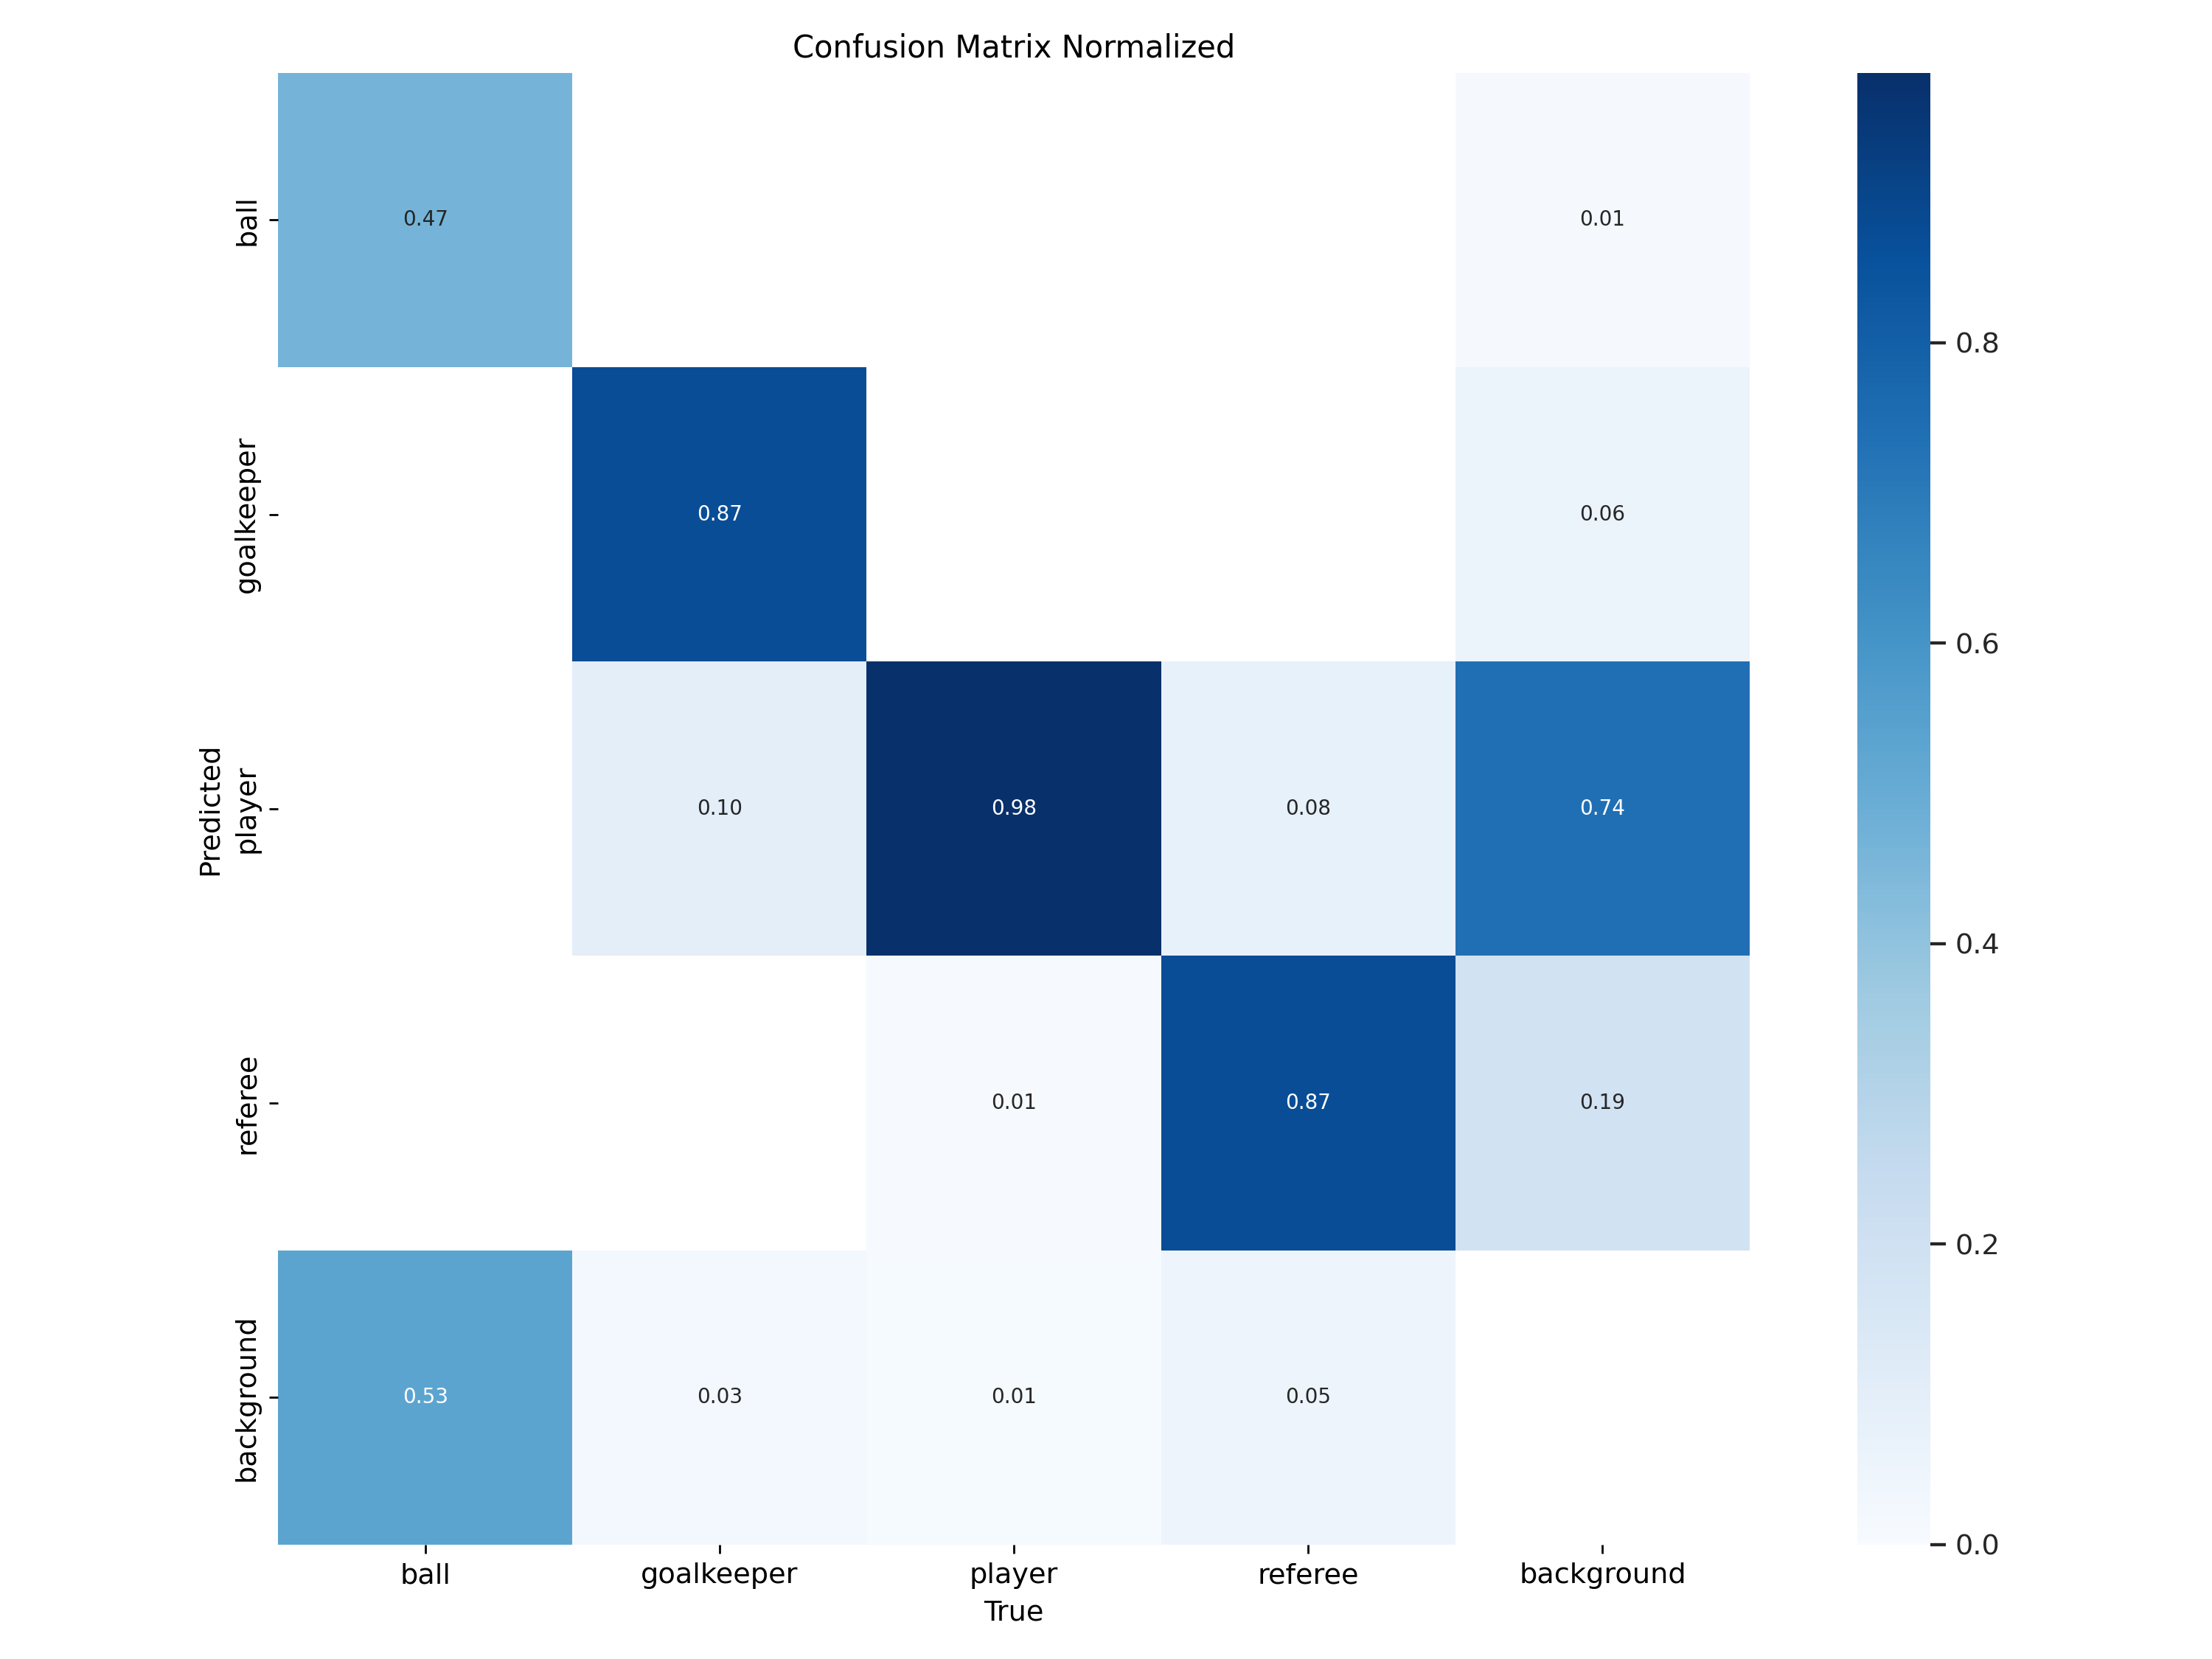 Confusion Matrix Normalized
ball
0.47
0.01
0.8
goalkeeper
0.87
0.06
0.6
Predicted
player
0.10
0.98
0.08
0.74
0.4
referee
0.01
0.87
0.19
0.2
background
0.53
0.03
0.01
0.05
0.0
ball
goalkeeper
player
referee
background
True